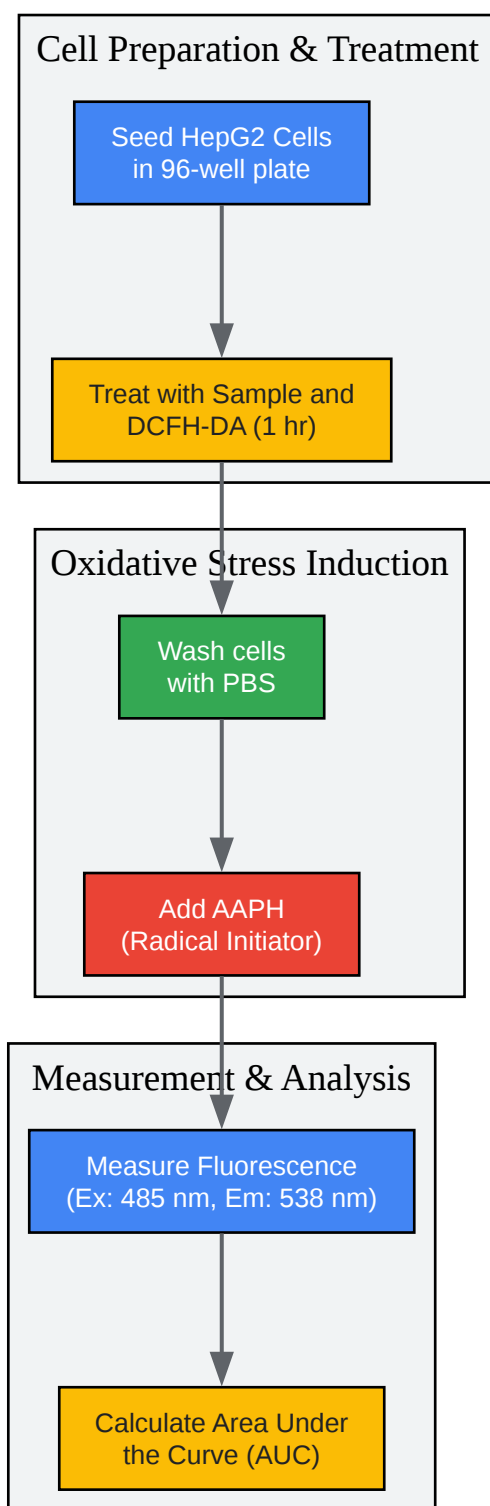 Cell Preparation & Treatment
Seed HepG2 Cells
in 96-well plate
Treat with Sample and
DCFH-DA (1 hr)
Oxidative Stress Induction
Wash cells
with PBS
Add AAPH
(Radical Initiator)
Measurement & Analysis
Measure Fluorescence
(Ex: 485 nm, Em: 538 nm)
Calculate Area Under
the Curve (AUC)